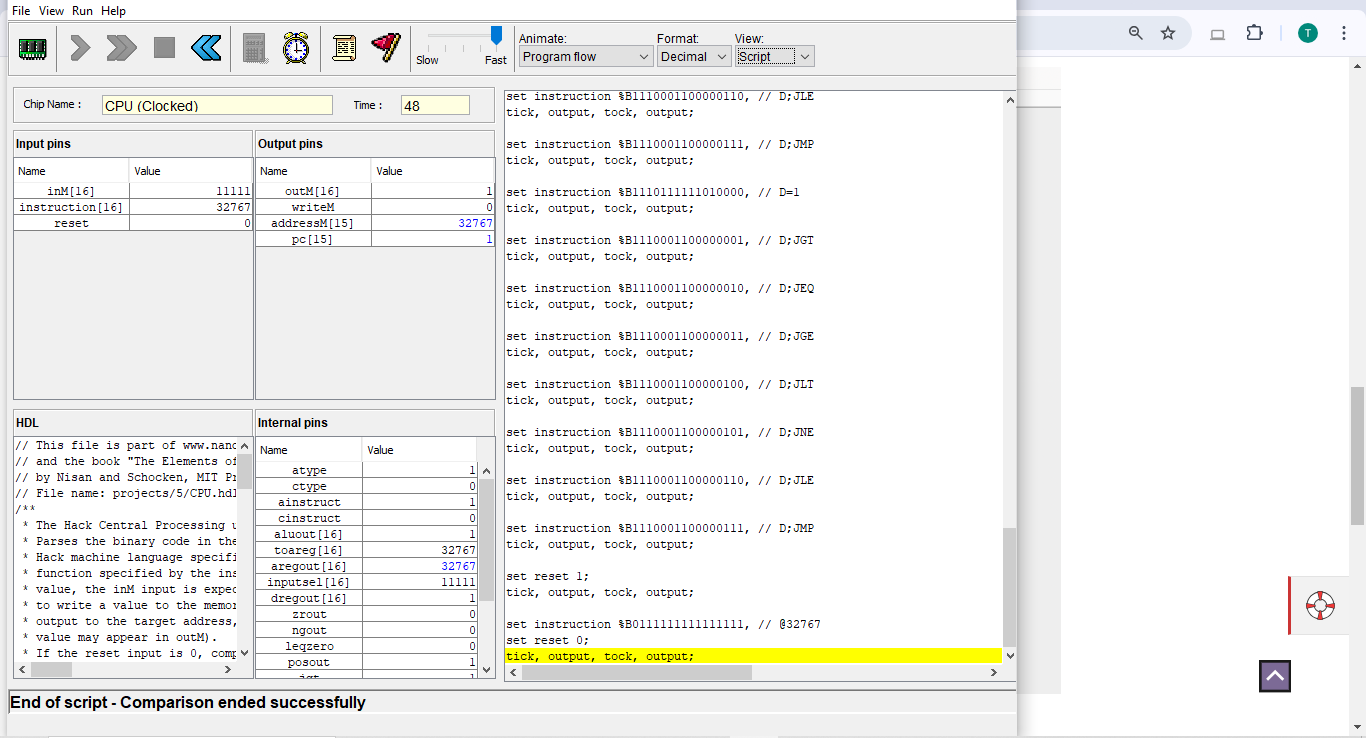 File View Run Help
Slow Fast
Animate: Format: View:
Program flow Decimal Script
T
Chip Name : CPU (Clocked) Time : 48
Input pins
Name Value
inM[16] 11111
instruction[16] 32767
reset 0
Output pins
Name Value
outM[16] 1
writeM 0
addressM[15] 32767
pc[15] 1
HDL
// This file is part of www.nand
// and the book "The Elements of
// by Nisan and Schocken, MIT Pr
// File name: projects/5/CPU.hdl
/**
* The Hack Central Processing u
* Parses the binary code in the
* Hack machine language specifi
* function specified by the ins
* value, the inM input is expec
* to write a value to the memor
* output to the target address,
* value may appear in outM).
* If the reset input is 0, comp
Internal pins
Name Value
atype 1
ctype 0
ainstruct 1
cinstruct 0
aluout[16] 1
toareg[16] 32767
aregout[16] 32767
inputsel[16] 11111
dregout[16] 1
zrout 0
ngout 0
leqzero 0
posout 1
jgt 1
set instruction %B1110001100000110, // D;JLE
tick, output, tock, output;
set instruction %B1110001100000111, // D;JMP
tick, output, tock, output;
set instruction %B1110111111010000, // D=1
tick, output, tock, output;
set instruction %B1110001100000001, // D;JGT
tick, output, tock, output;
set instruction %B1110001100000010, // D;JEQ
tick, output, tock, output;
set instruction %B1110001100000011, // D;JGE
tick, output, tock, output;
set instruction %B1110001100000100, // D;JLT
tick, output, tock, output;
set instruction %B1110001100000101, // D;JNE
tick, output, tock, output;
set instruction %B1110001100000110, // D;JLE
tick, output, tock, output;
set instruction %B1110001100000111, // D;JMP
tick, output, tock, output;
set reset 1;
tick, output, tock, output;
set instruction %B0111111111111111, // @32767
set reset 0;
tick, output, tock, output;
End of script - Comparison ended successfully